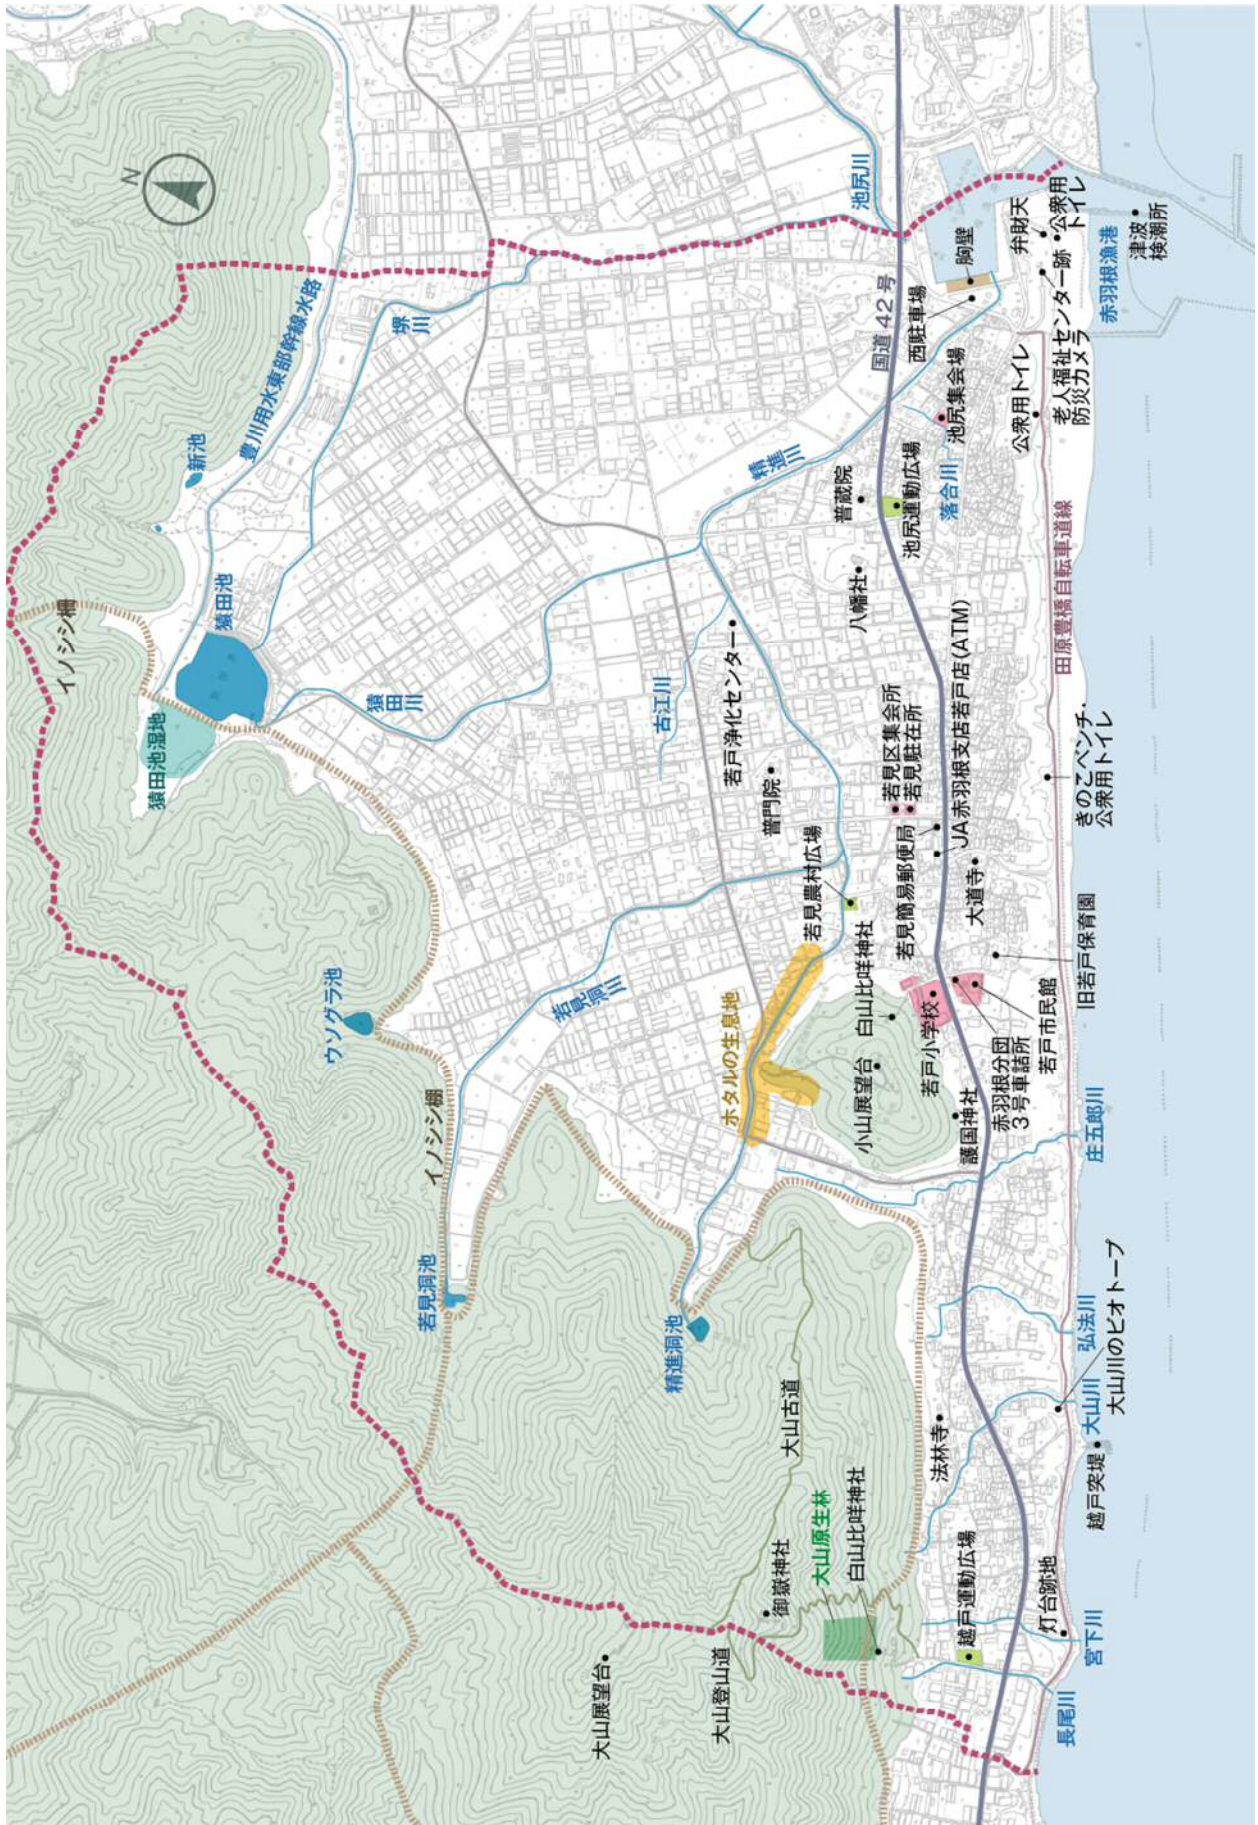 N
イノシシ柵
新池
豊川用水東部幹線水路
堺川
池尻川
猿田池
猿田池湿地
猿田川
ウソグラ池
イノシシ棚
若見洞池
若見洞川
精進洞池
精進川
古江川
若戸浄化センター
普門院
ホタルの生息地
若見農村広場
白山比咩神社
小山展望台
若戸小学校
護国神社
赤羽根分団
3号車詰所
若戸市民館
旧若戸保育園
若見簡易郵便局
大道寺
若見区集会所
若見駐在所
JA赤羽根支店若戸店(ATM)
八幡社
普蔵院
池尻運動広場
落合川
池尻集会場
国道42号
西駐車場
胸壁
弁財天
公衆用
トイレ
津波
検潮所
赤羽根漁港
老人福祉センター跡
防災カメラ
公衆用トイレ
田原豊橋自転車道線
きのこベンチ・
公衆用トイレ
庄五郎川
弘法川
大山川のビオトープ
大山川
越戸突堤
法林寺
大山古道
御嶽神社
大山原生林
白山比咩神社
大山展望台
大山登山道
越戸運動広場
灯台跡地
宮下川
長尾川